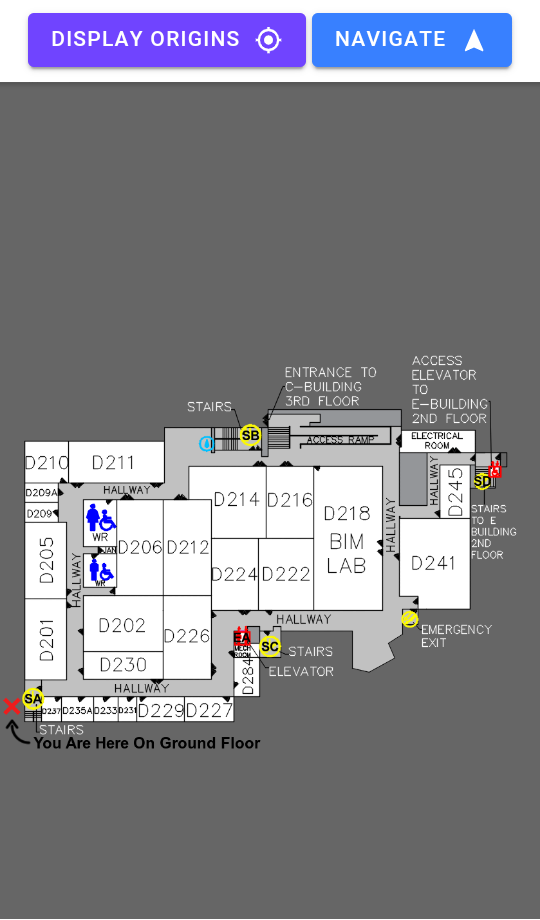 DISPLAY ORIGINS
NAVIGATE
ACCESS
ELEVATOR
TO
E-BUILDING
2ND FLOOR
ENTRANCE TO
C-BUILDING
3RD FLOOR
STAIRS
SB
ACCESS RAMP
ELECTRICAL
ROOM
D210
D211
HALLWAY
D209A
D209
D214
D216
D218
BIM
LAB
HALLWAY
HALLWAY
D245
SD
STAIRS
TO E
BUILDING
2ND
FLOOR
WR
JAN
WR
D205
D206
D212
HALLWAY
D224
D222
D241
D201
D202
D226
D230
HALLWAY
EA
MECH
ROOM
SC
STAIRS
ELEVATOR
D284
EMERGENCY
EXIT
HALLWAY
SA
D237
D235A
D233
D231
D229
D227
STAIRS
You Are Here On Ground Floor